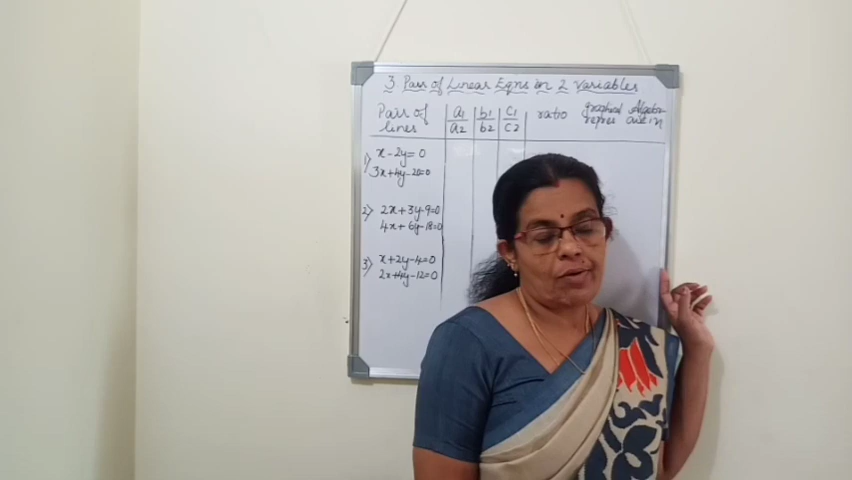 3 Pairs of Linear Eqns in 2 Variables
Pairs of lines a₁/a₂ b₁/b₂ c₁/c₂ ratio graphical repres
1) x - 2y = 0
3x + 4y - 20 = 0
2) 2x + 3y - 9 = 0
4x + 6y - 18 = 0
3) x + 2y - 4 = 0
2x + 4y - 12 = 0